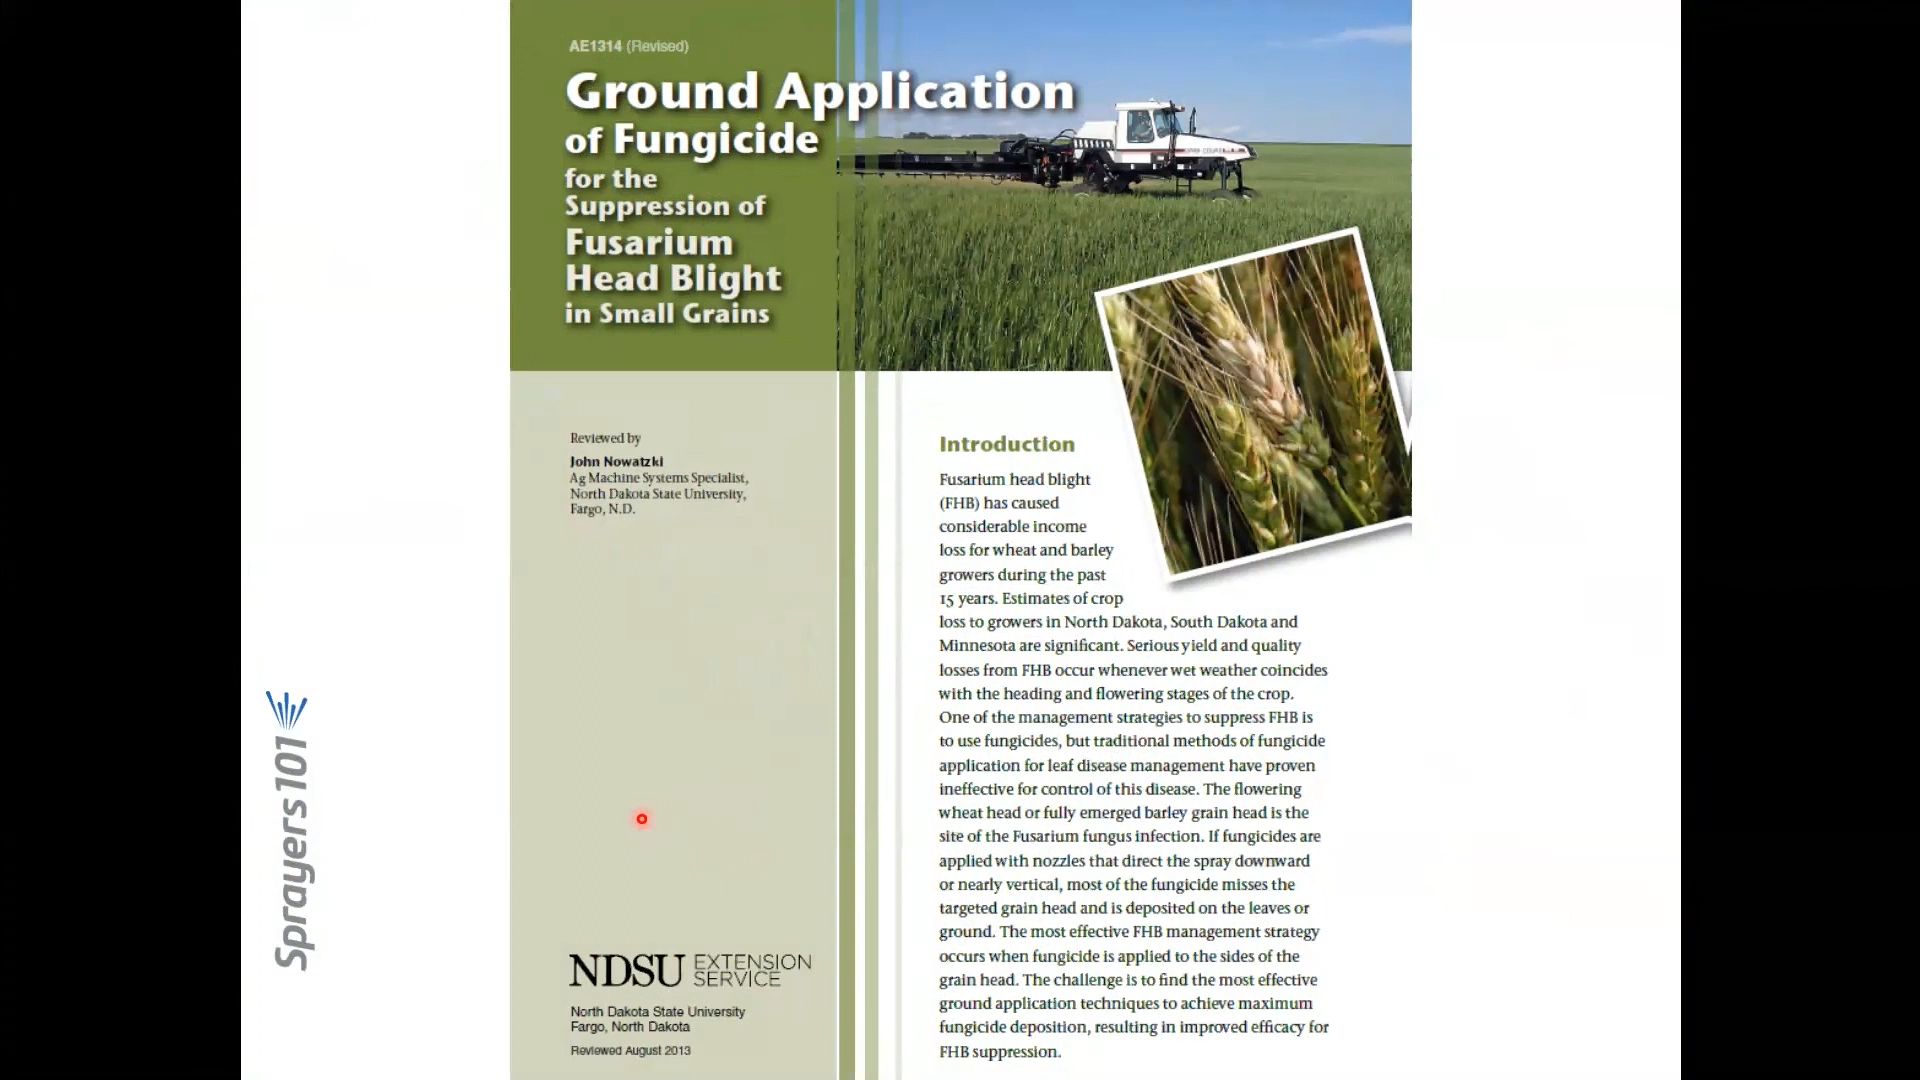 AE1314 (Revised)
Ground Application
of Fungicide
for the
Suppression of
Fusarium
Head Blight
in Small Grains
Reviewed by
John Nowatzki
Ag Machine Systems Specialist,
North Dakota State University,
Fargo, N.D.
NDSU EXTENSION
SERVICE
North Dakota State University
Fargo, North Dakota
Reviewed August 2013
Introduction
Fusarium head blight
(FHB) has caused
considerable income
loss for wheat and barley
growers during the past
15 years. Estimates of crop
loss to growers in North Dakota, South Dakota and
Minnesota are significant. Serious yield and quality
losses from FHB occur whenever wet weather coincides
with the heading and flowering stages of the crop.
One of the management strategies to suppress FHB is
to use fungicides, but traditional methods of fungicide
application for leaf disease management have proven
ineffective for control of this disease. The flowering
wheat head or fully emerged barley grain head is the
site of the Fusarium fungus infection. If fungicides are
applied with nozzles that direct the spray downward
or nearly vertical, most of the fungicide misses the
targeted grain head and is deposited on the leaves or
ground. The most effective FHB management strategy
occurs when fungicide is applied to the sides of the
grain head. The challenge is to find the most effective
ground application techniques to achieve maximum
fungicide deposition, resulting in improved efficacy for
FHB suppression.
Sprayers101